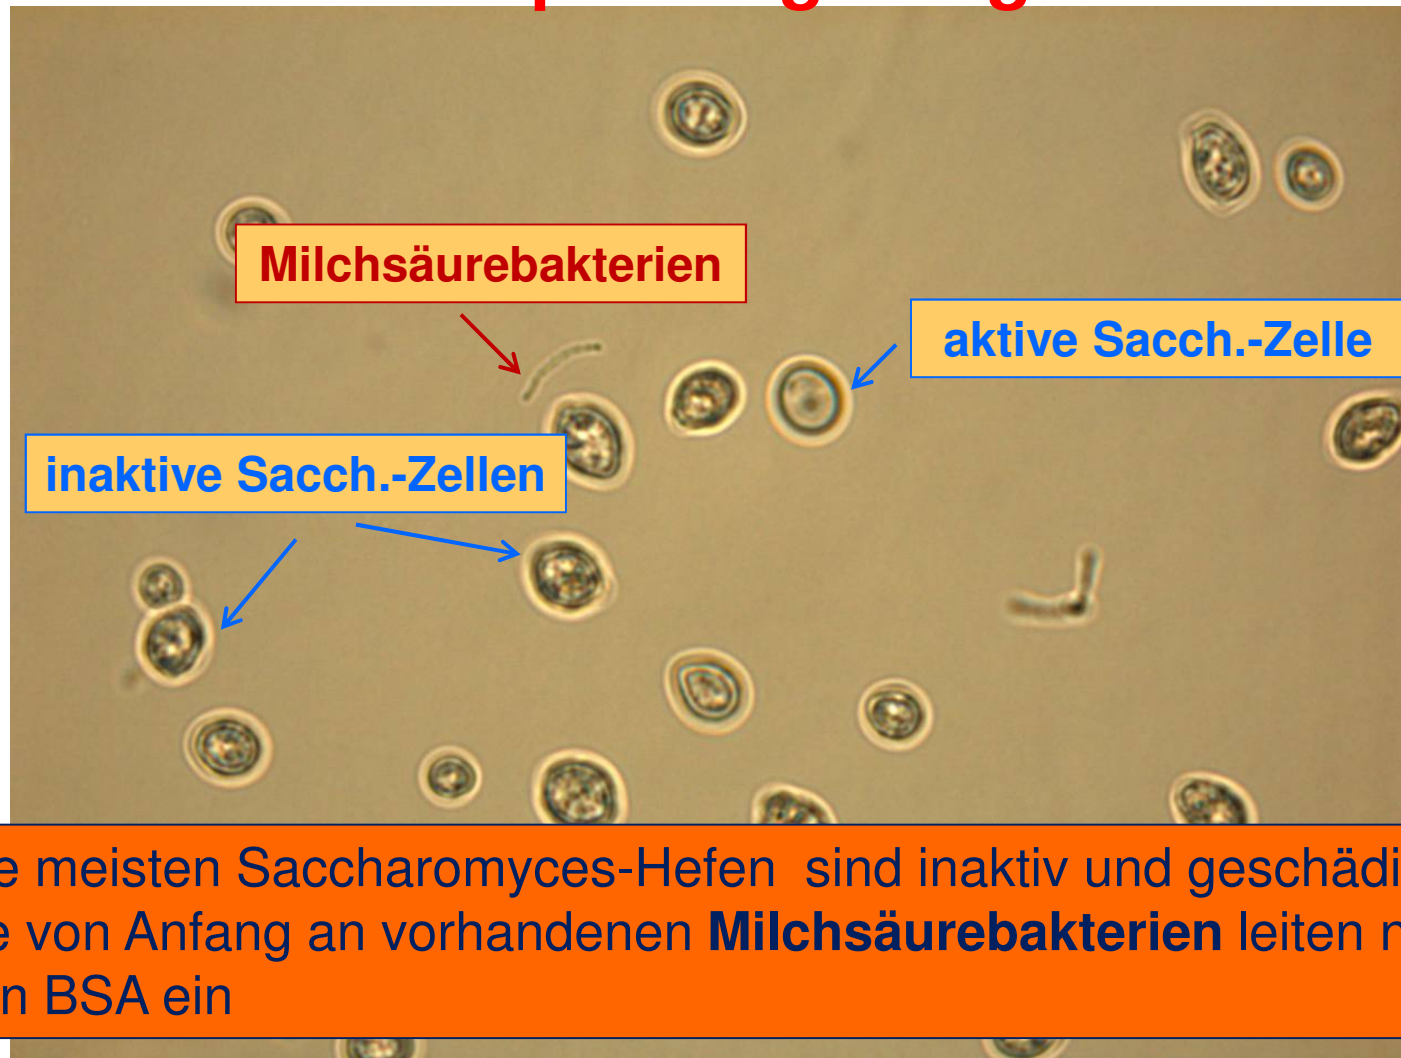 Milchsäurebakterien
aktive Sacch.-Zelle
inaktive Sacch.-Zellen
e meisten Saccharomyces-Hefen sind inaktiv und geschädi
e von Anfang an vorhandenen Milchsäurebakterien leiten
n BSA ein